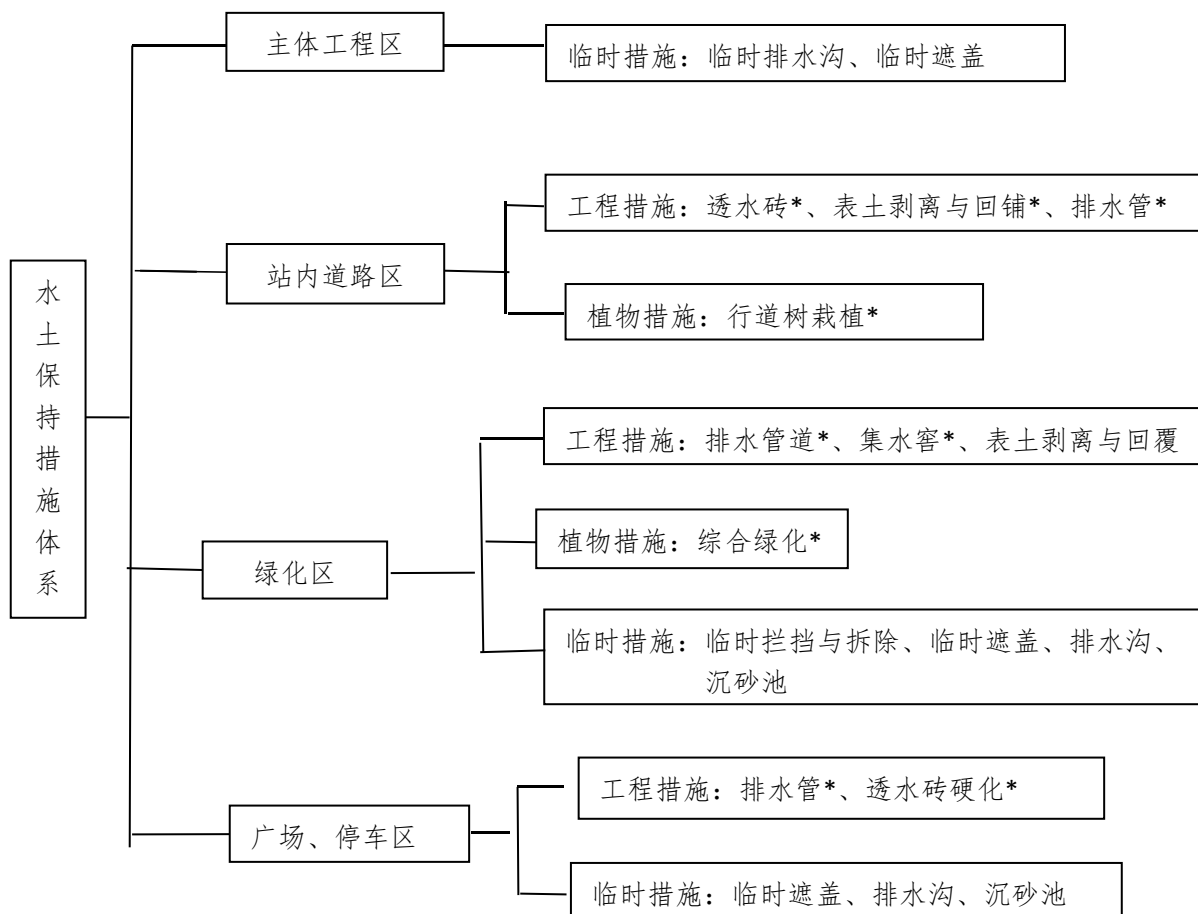 水土保持措施体系
主体工程区
临时措施：临时排水沟、临时遮盖
站内道路区
工程措施：透水砖*、表土剥离与回铺*、排水管*
植物措施：行道树栽植*
绿化区
工程措施：排水管道*、集水窖*、表土剥离与回覆
植物措施：综合绿化*
临时措施：临时拦挡与拆除、临时遮盖、排水沟、
沉砂池
广场、停车区
工程措施：排水管*、透水砖硬化*
临时措施：临时遮盖、排水沟、沉砂池